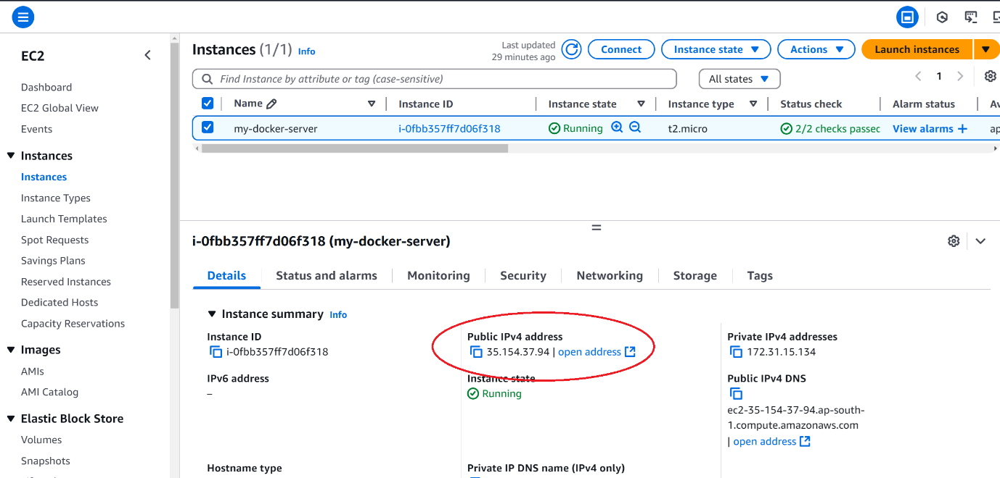 EC2
Dashboard
EC2 Global View
Events
Instances
Instances
Instance Types
Launch Templates
Spot Requests
Savings Plans
Reserved Instances
Dedicated Hosts
Capacity Reservations
Images
AMIs
AMI Catalog
Elastic Block Store
Volumes
Snapshots
Instances (1/1) Info
Last updated
29 minutes ago
Connect
Instance state
Actions
Launch instances
Find Instance by attribute or tag (case-sensitive)
All states
1
Name Instance ID Instance state Instance type Status check Alarm status
my-docker-server i-0fbb357ff7d06f318 Running t2.micro 2/2 checks View alarms +
i-0fbb357ff7d06f318 (my-docker-server)
Details Status and alarms Monitoring Security Networking Storage Tags
Instance summary Info
Instance ID
i-0fbb357ff7d06f318
Public IPv4 address
35.154.37.94 | open address
Private IPv4 addresses
172.31.15.134
IPv6 address
–
Instance state
Running
Public IPv4 DNS
ec2-35-154-37-94.ap-south-
1.compute.amazonaws.com
| open address
Hostname type
Private IP DNS name (IPv4 only)